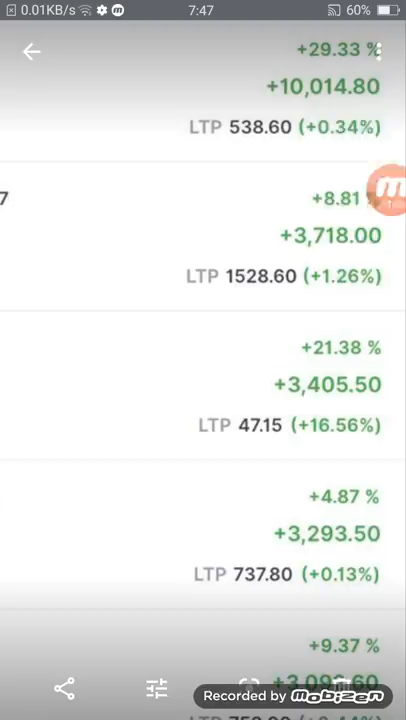 0.01KB/s 7:47 60%
+29.33 %
+10,014.80
LTP 538.60 (+0.34%)
7
+8.81
+3,718.00
LTP 1528.60 (+1.26%)
+21.38 %
+3,405.50
LTP 47.15 (+16.56%)
+4.87 %
+3,293.50
LTP 737.80 (+0.13%)
+9.37 %
Recorded by MOBIZEN